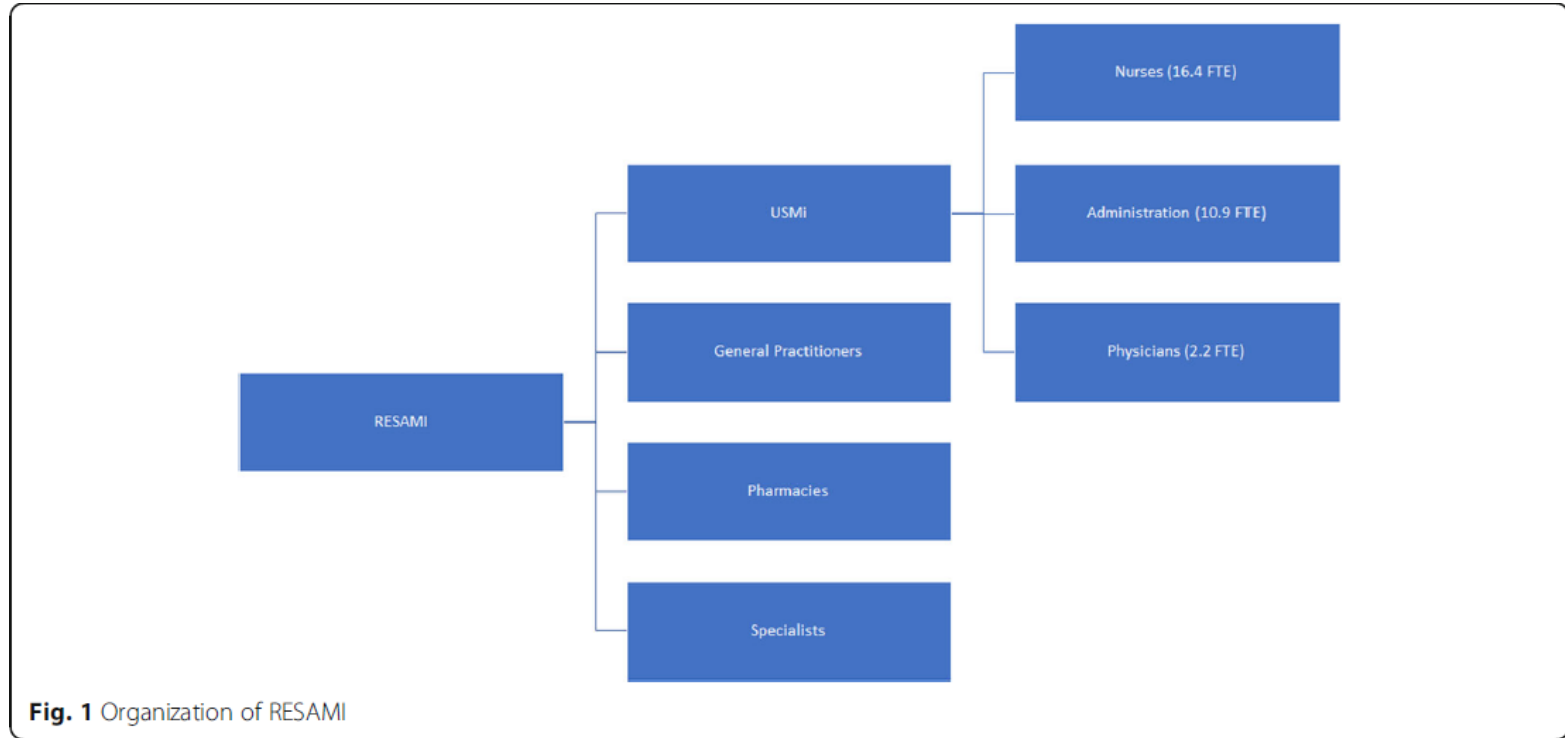 Nurses (16.4 FTE)
USMi
Administration (10.9 FTE)
General Practitioners
Physicians (2.2 FTE)
RESAMI
Pharmacies
Specialists
Fig. 1 Organization of RESAMI